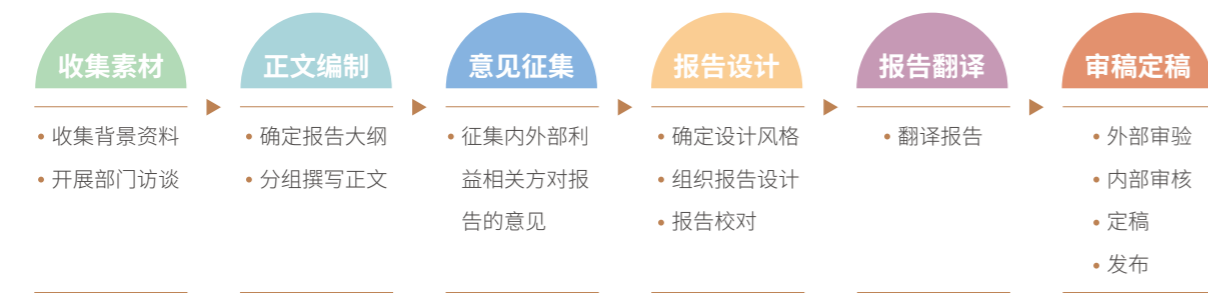 收集素材
• 收集背景资料
• 开展部门访谈
正文编制
• 确定报告大纲
• 分组撰写正文
意见征集
• 征集内外部利
益相关方对报
告的意见
报告设计
• 确定设计风格
• 组织报告设计
• 报告校对
报告翻译
• 翻译报告
审稿定稿
• 外部审验
• 内部审核
• 定稿
• 发布